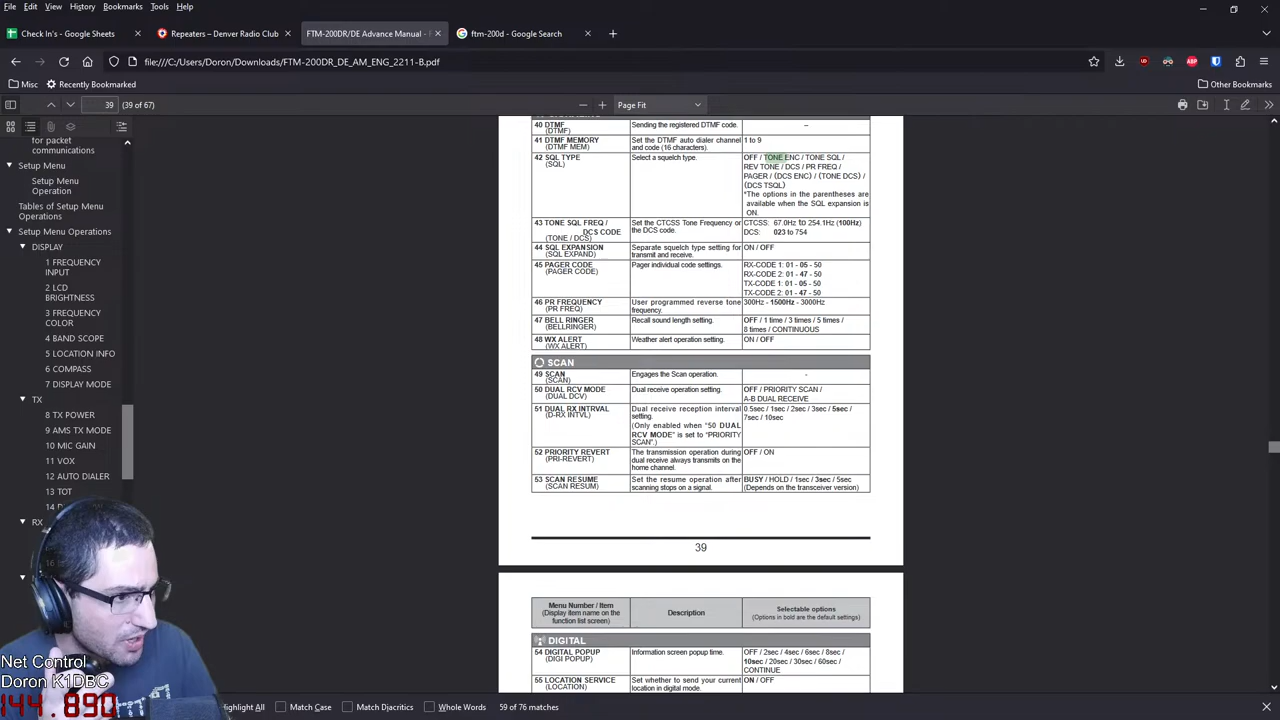 File Edit View History Bookmarks Tools Help
Check In's - Google Sheets
Repeaters – Denver Radio Club
FTM-200DR/DE Advance Manual -
ftm-200d - Google Search
file:///C:/Users/Doron/Downloads/FTM-200DR_DE_AM_ENG_2211-B.pdf
Misc
Recently Bookmarked
Other Bookmarks
39 (39 of 67)
Page Fit
for packet
communications
Setup Menu
Setup Menu
Operation
Tables of Setup Menu
Operations
Setup Menu Operations
DISPLAY
1 FREQUENCY
INPUT
2 LCD
BRIGHTNESS
3 FREQUENCY
COLOR
4 BAND SCOPE
5 LOCATION INFO
6 COMPASS
7 DISPLAY MODE
TX
8 TX POWER
9 AMS TX MODE
10 MIC GAIN
11 VOX
12 AUTO DIALER
13 TOT
14 D
RX
16
40 DTMF
(DTMF)
Sending the registered DTMF code.
–
41 DTMF MEMORY
(DTMF MEM)
Set the DTMF auto dialer channel
and code (16 characters).
1 to 9
42 SQL TYPE
(SQL)
Select a squelch type.
OFF / TONE ENC / TONE SQL /
REV TONE / DCS / PR FREQ /
PAGER / (DCS ENC) / (TONE DCS) /
(DCS TSQL)
*The options in the parentheses are
available when the SQL expansion is
ON.
43 TONE SQL FREQ /
DCS CODE
(TONE / DCS)
Set the CTCSS Tone Frequency or
the DCS code.
CTCSS: 67.0Hz to 254.1Hz (100Hz)
DCS: 023 to 754
44 SQL EXPANSION
(SQL EXPAND)
Separate squelch type setting for
transmit and receive.
ON / OFF
45 PAGER CODE
(PAGER CODE)
Pager individual code settings.
RX-CODE 1: 01 - 05 - 50
RX-CODE 2: 01 - 47 - 50
TX-CODE 1: 01 - 05 - 50
TX-CODE 2: 01 - 47 - 50
46 PR FREQUENCY
(PR FREQ)
User programmed reverse tone
frequency.
300Hz - 1500Hz - 3000Hz
47 BELL RINGER
(BELLRINGER)
Recall sound length setting.
OFF / 1 time / 3 times / 5 times /
8 times / CONTINUOUS
48 WX ALERT
(WX ALERT)
Weather alert operation setting.
ON / OFF
SCAN
49 SCAN
(SCAN)
Engages the Scan operation.
-
50 DUAL RCV MODE
(DUAL DCV)
Dual receive operation setting.
OFF / PRIORITY SCAN /
A-B DUAL RECEIVE
51 DUAL RX INTRVAL
(D-RX INTVL)
Dual receive reception interval
setting.
(Only enabled when "50 DUAL
RCV MODE" is set to "PRIORITY
SCAN".)
0.5sec / 1sec / 2sec / 3sec / 5sec /
7sec / 10sec
52 PRIORITY REVERT
(PRI-REVERT)
The transmission operation during
dual receive always transmits on the
home channel.
OFF / ON
53 SCAN RESUME
(SCAN RESUM)
Set the resume operation after
scanning stops on a signal.
BUSY / HOLD / 1sec / 3sec / 5sec
(Depends on the transceiver version)
39
Menu Number / Item
(Display item name on the
function list screen)
Description
Selectable options
(Options in bold are the default settings)
DIGITAL
54 DIGITAL POPUP
(DIGI POPUP)
Information screen popup time.
OFF / 2sec / 4sec / 6sec / 8sec /
10sec / 20sec / 30sec / 60sec /
CONTINUE
55 LOCATION SERVICE
(LOCATION)
Set whether to send your current
location in digital mode.
ON / OFF
Net Control
Doron K1DBC
144.890
ighlight All
Match Case
Match Diacritics
Whole Words
59 of 76 matches